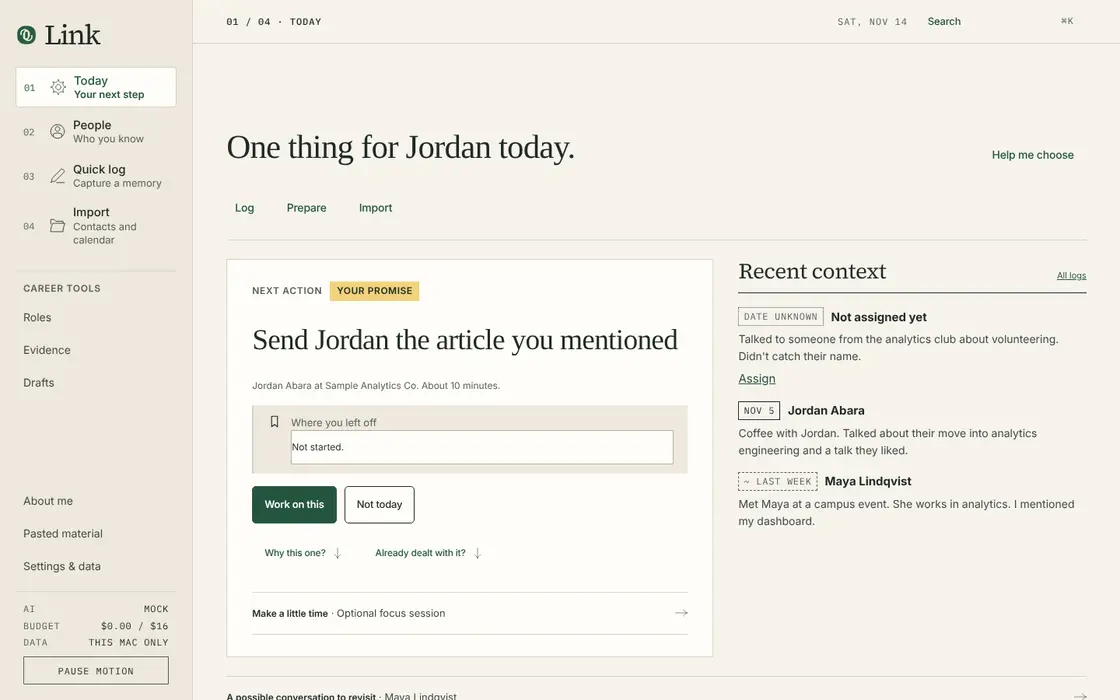 Link
01 / 04 · TODAY
SAT, NOV 14
Search
⌘K
01
Today
Your next step
02
People
Who you know
03
Quick log
Capture a memory
04
Import
Contacts and
calendar
CAREER TOOLS
Roles
Evidence
Drafts
About me
Pasted material
Settings & data
AI MOCK
BUDGET $0.00 / $16
DATA THIS MAC ONLY
PAUSE MOTION
One thing for Jordan today.
Help me choose
Log
Prepare
Import
NEXT ACTION YOUR PROMISE
Send Jordan the article you mentioned
Jordan Abara at Sample Analytics Co. About 10 minutes.
Where you left off
Not started.
Work on this
Not today
Why this one? ↓
Already dealt with it? ↓
Make a little time · Optional focus session →
Recent context
All logs
DATE UNKNOWN Not assigned yet
Talked to someone from the analytics club about volunteering.
Didn't catch their name.
Assign
NOV 5 Jordan Abara
Coffee with Jordan. Talked about their move into analytics
engineering and a talk they liked.
~ LAST WEEK Maya Lindqvist
Met Maya at a campus event. She works in analytics. I mentioned
my dashboard.
A possible conversation to revisit · Maya Lindqvist →